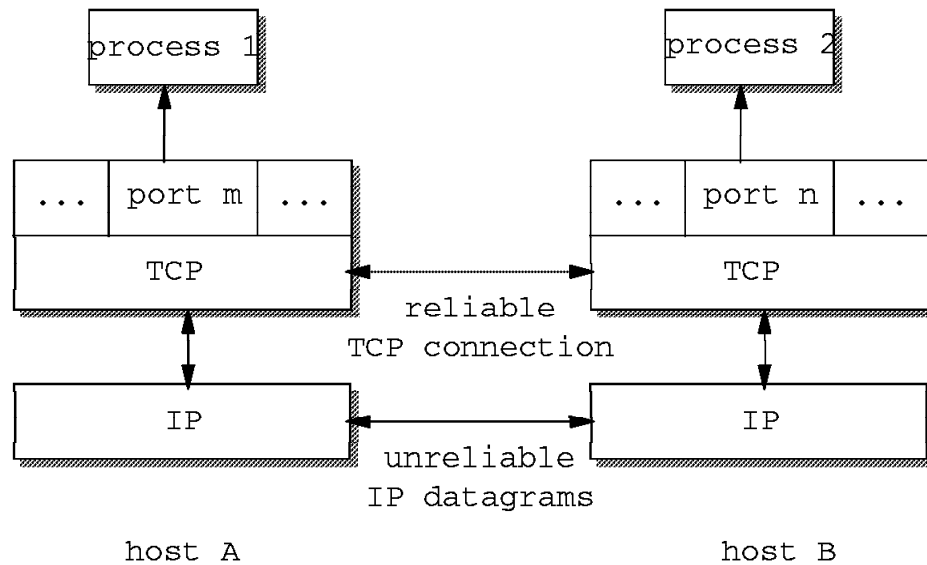 process 1
process 2
... port m ...
... port n ...
TCP
TCP
reliable
TCP connection
IP
IP
unreliable
IP datagrams
host A
host B